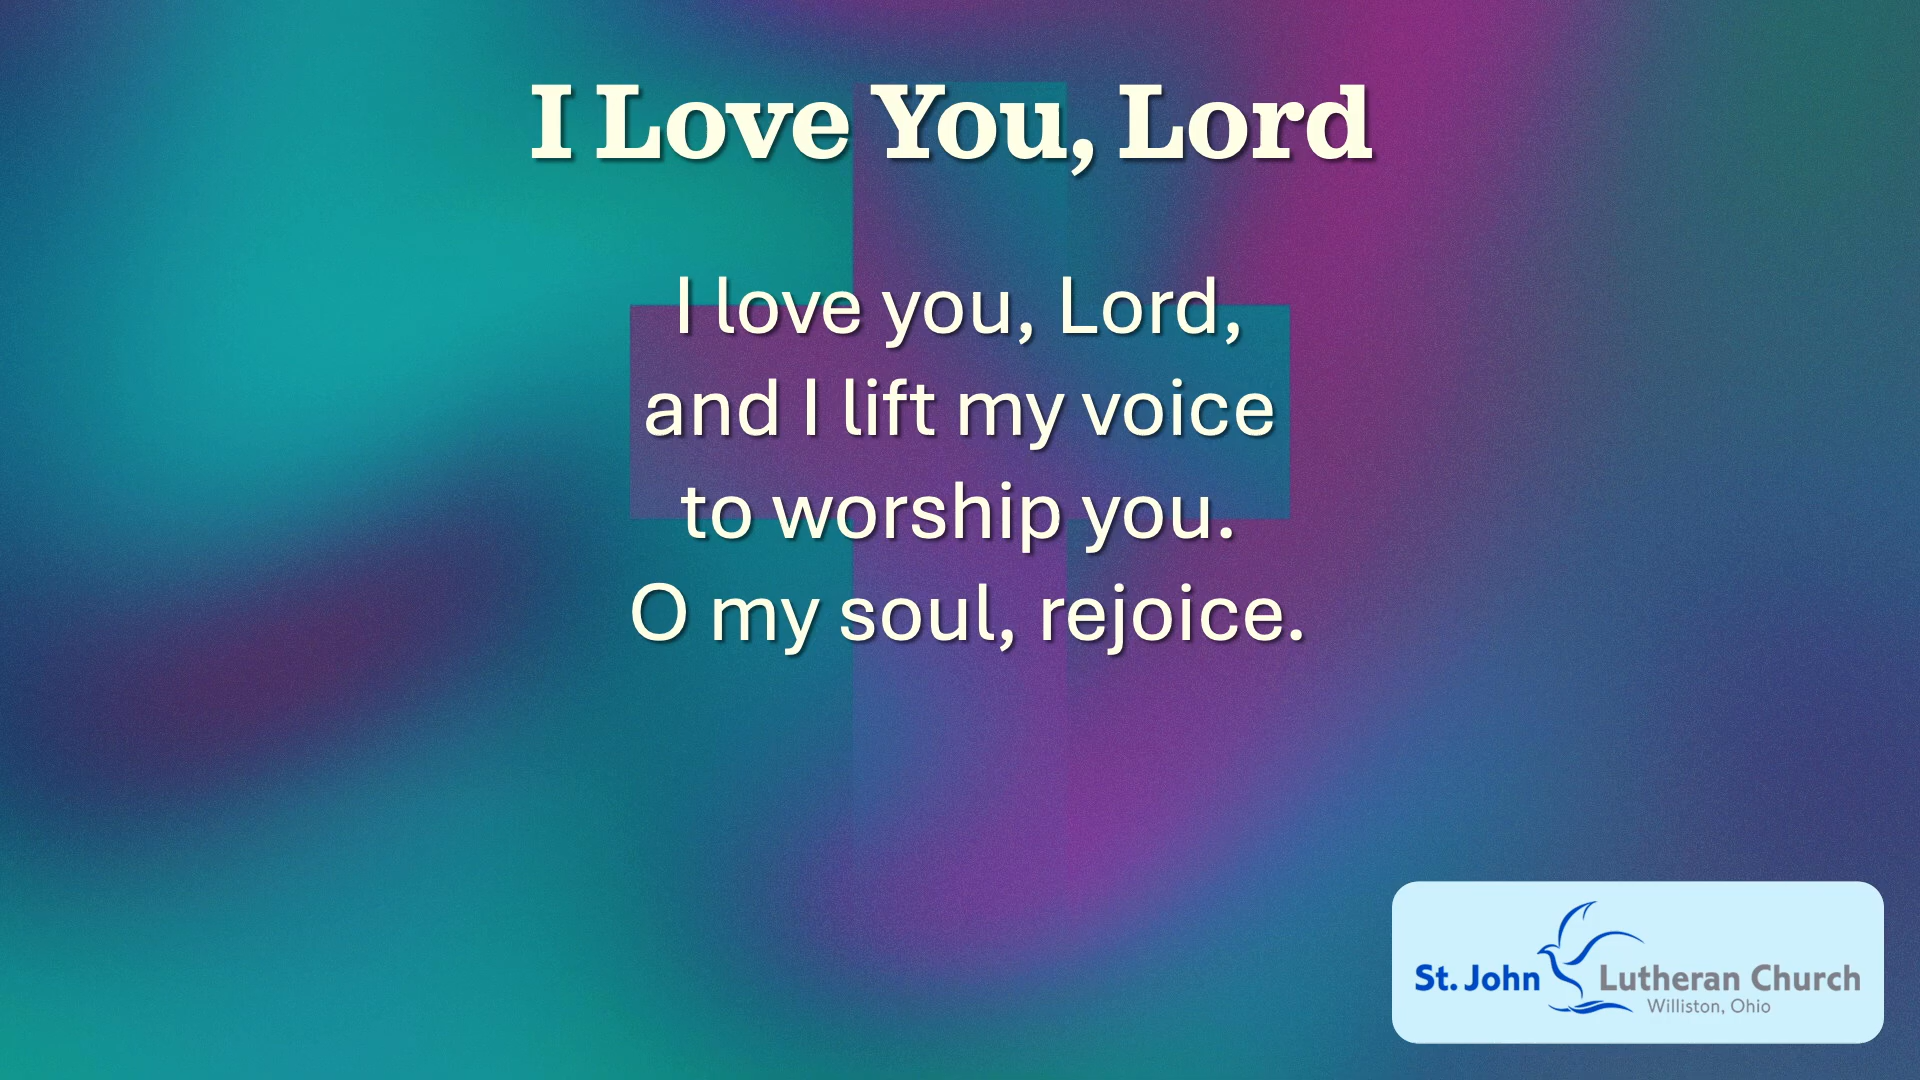 I Love You, Lord
I love you, Lord,
and I lift my voice
to worship you.
O my soul, rejoice.
St. John Lutheran Church
Williston, Ohio